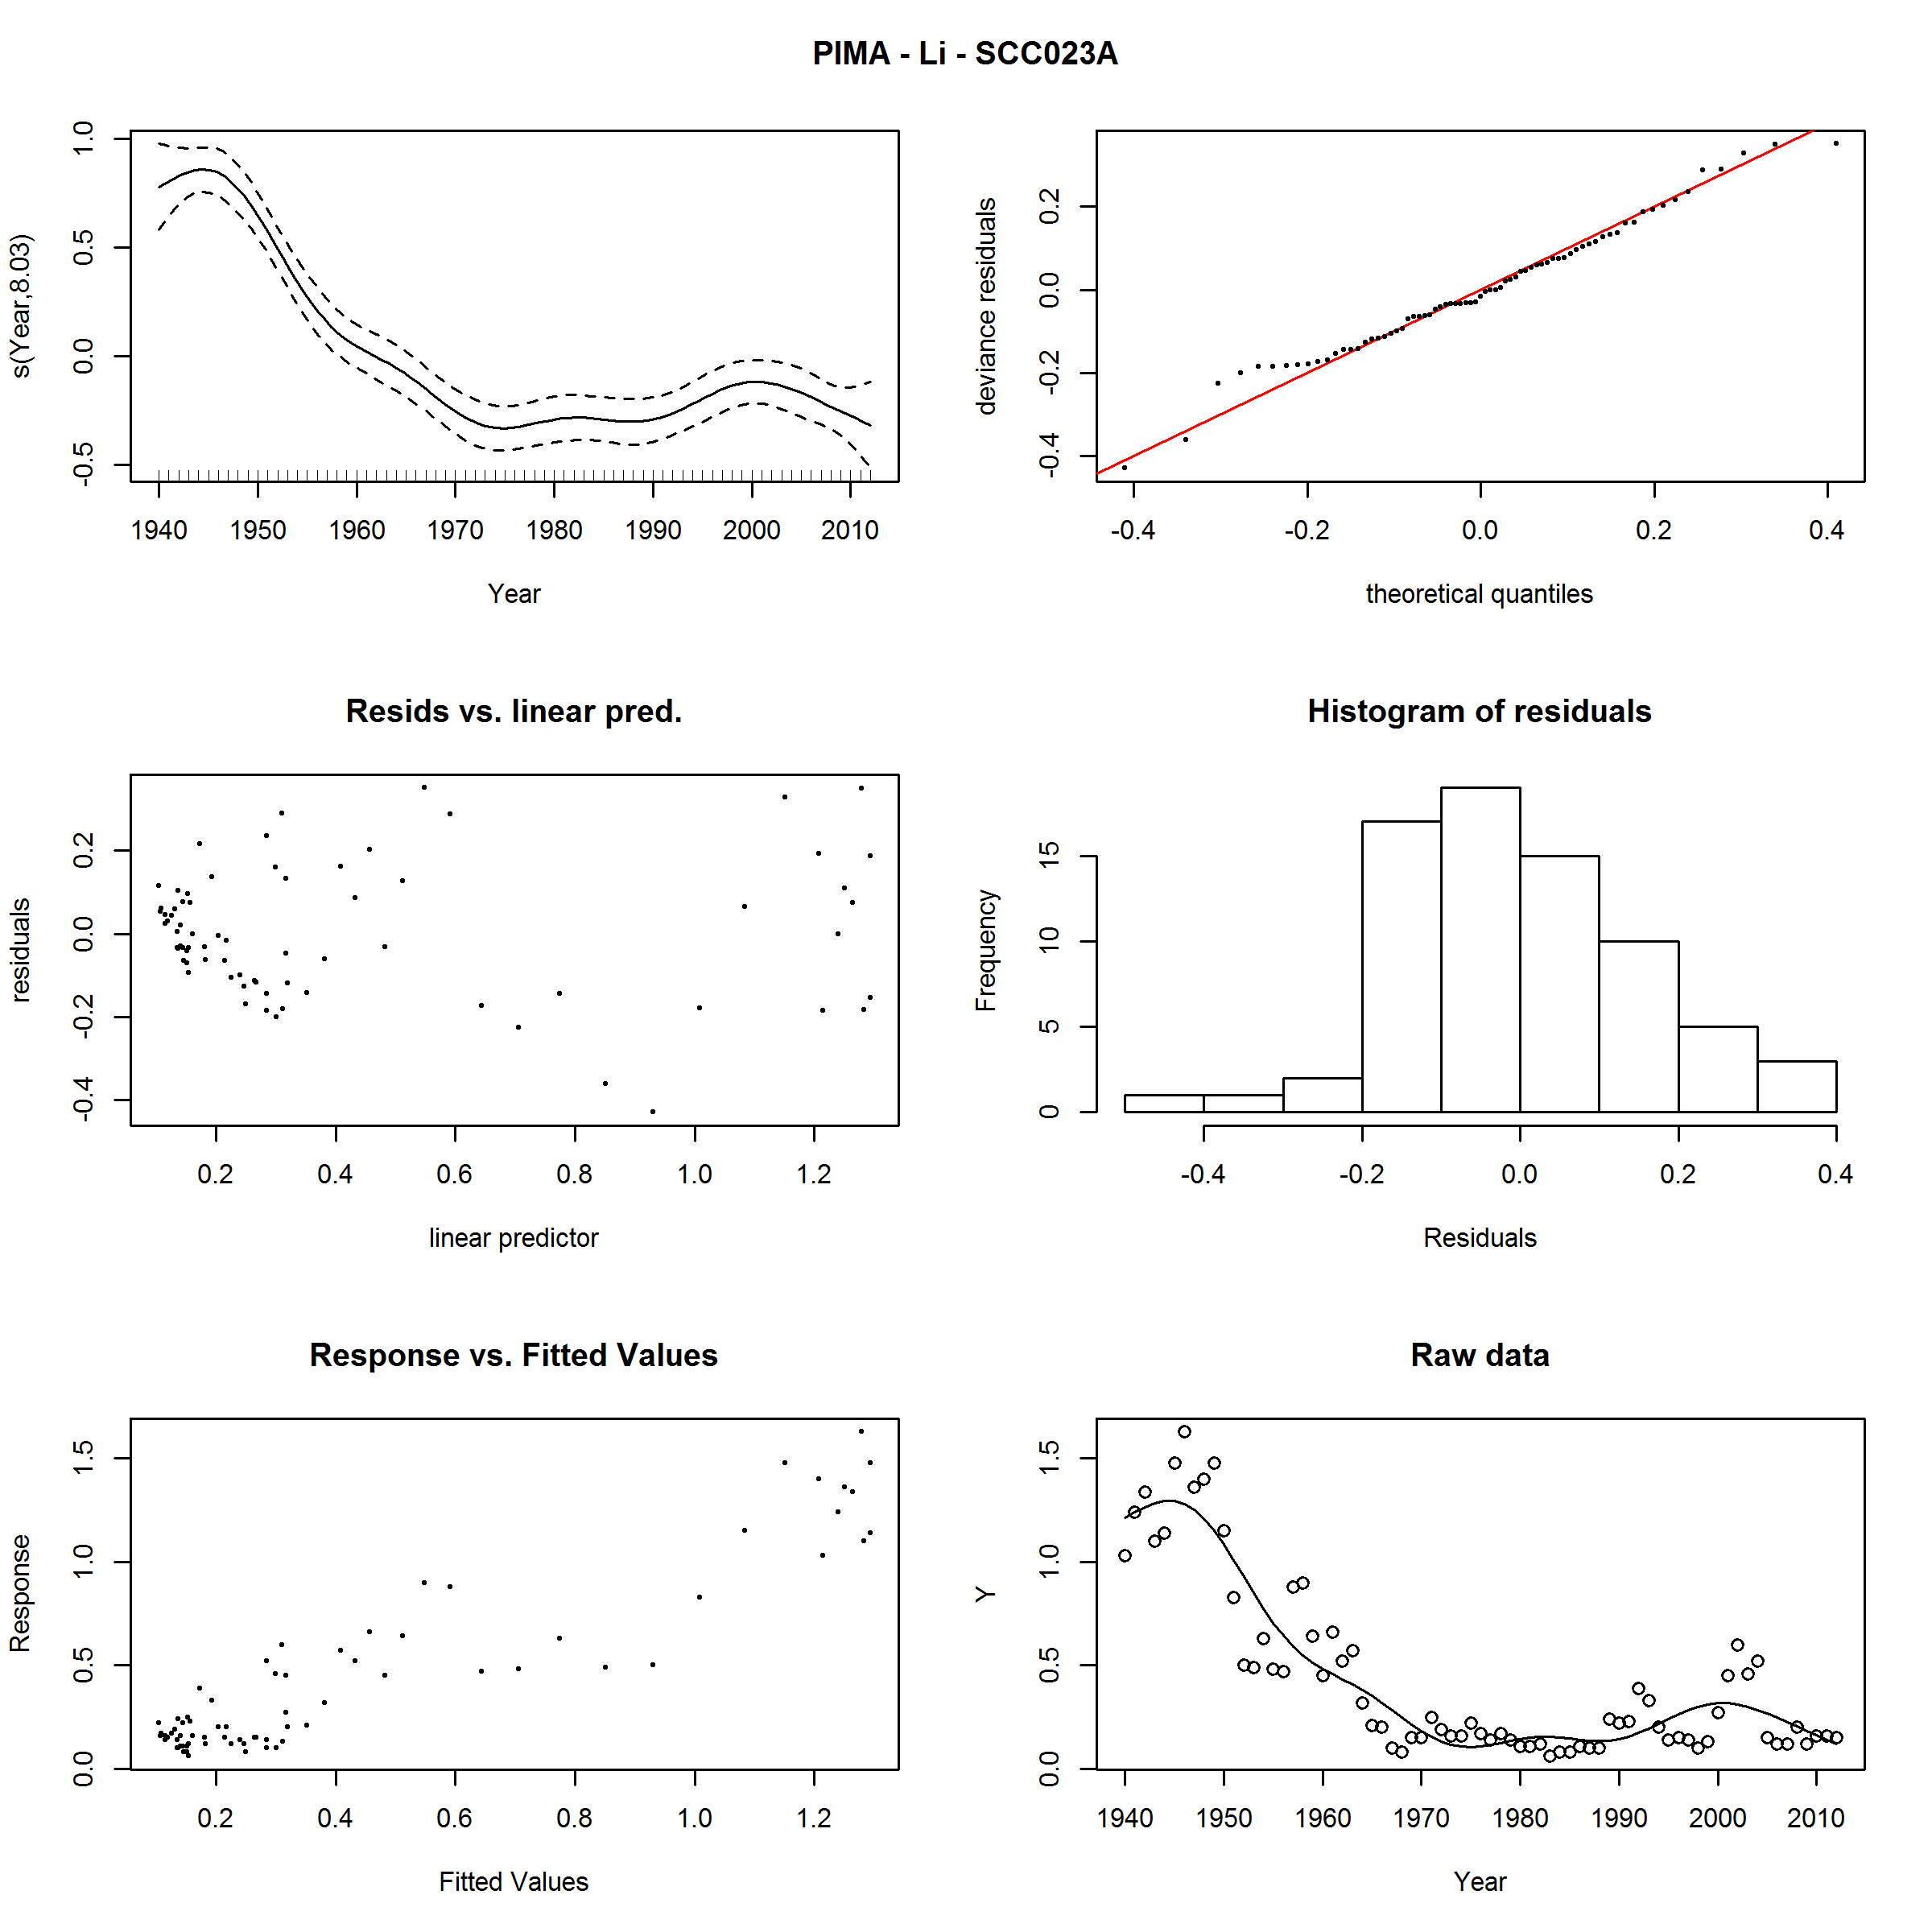 PIMA - Li - SCC023A
s(Year,8.03)
1.0
0.5
0.0
-0.5
1940 1950 1960 1970 1980 1990 2000 2010
Year
deviance residuals
0.2
0.0
-0.2
-0.4
-0.4 -0.2 0.0 0.2 0.4
theoretical quantiles
Resids vs. linear pred.
residuals
0.2
0.0
-0.2
-0.4
0.2 0.4 0.6 0.8 1.0 1.2
linear predictor
Histogram of residuals
Frequency
15
10
5
0
-0.4 -0.2 0.0 0.2 0.4
Residuals
Response vs. Fitted Values
Response
1.5
1.0
0.5
0.0
0.2 0.4 0.6 0.8 1.0 1.2
Fitted Values
Raw data
Y
1.5
1.0
0.5
0.0
1940 1950 1960 1970 1980 1990 2000 2010
Year